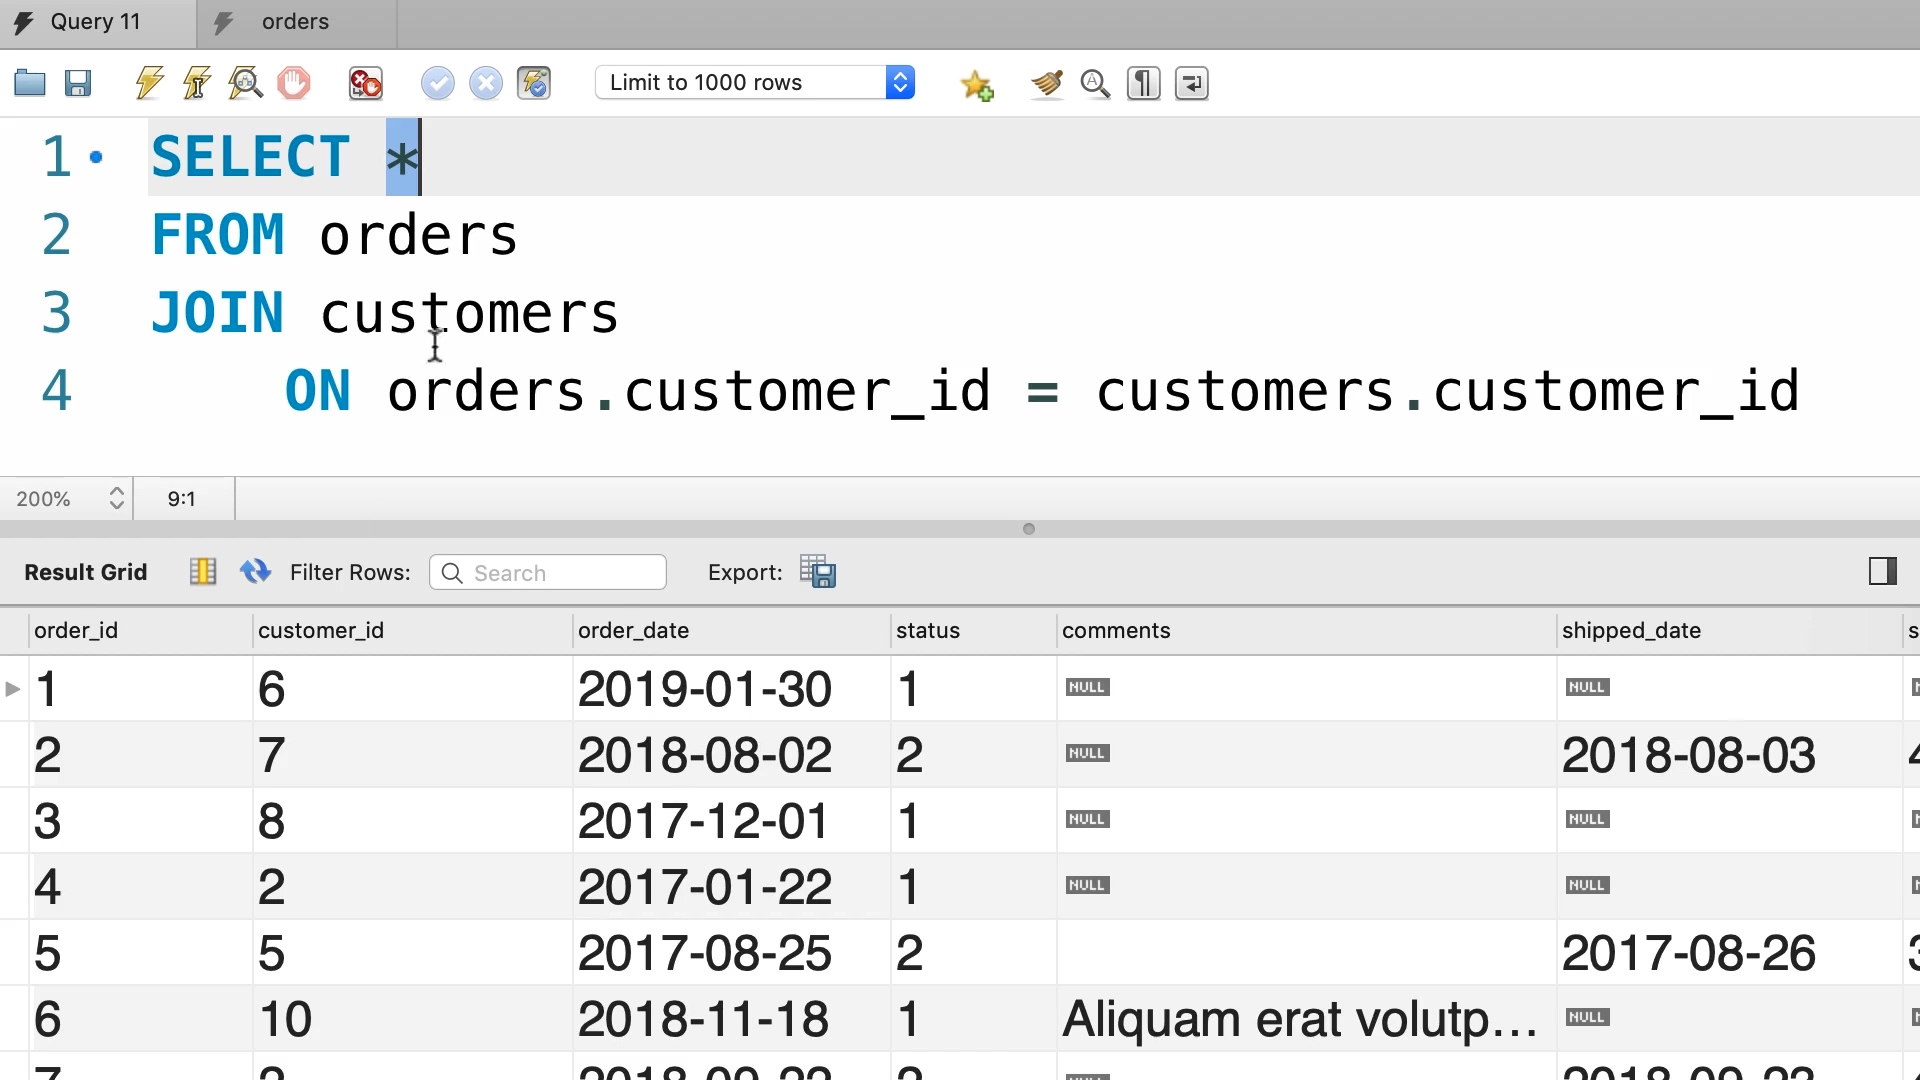 Query 11 orders
Limit to 1000 rows
1 SELECT *
2 FROM orders
3 JOIN customers
4 ON orders.customer_id = customers.customer_id
200% 9:1
Result Grid Filter Rows: Search Export:
order_id customer_id order_date status comments shipped_date
1 6 2019-01-30 1 NULL NULL
2 7 2018-08-02 2 NULL 2018-08-03
3 8 2017-12-01 1 NULL NULL
4 2 2017-01-22 1 NULL NULL
5 5 2017-08-25 2 2017-08-26
6 10 2018-11-18 1 Aliquam erat volutp... NULL